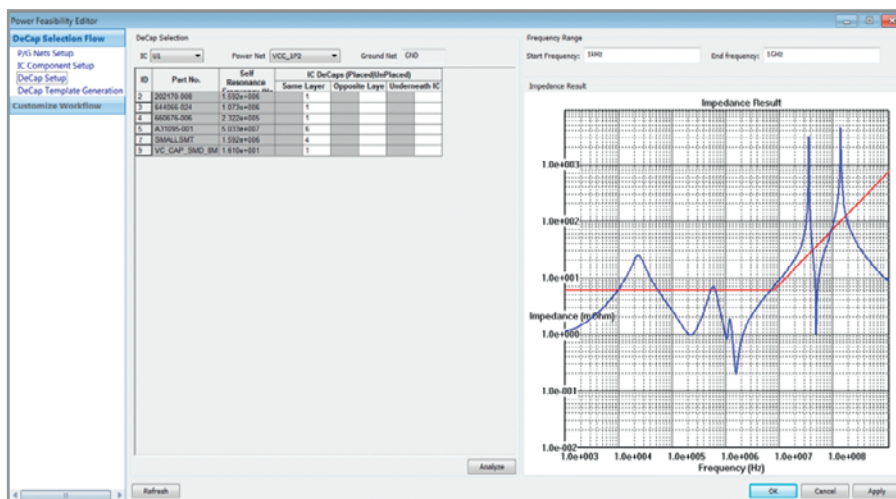 Power Feasibility Editor
DeCap Selection Flow
P/G Nets Setup
IC Component Setup
DeCap Setup
DeCap Template Generation
Customize Workflow
DeCap Selection
IC U1 Power Net VCC_1P2 Ground Net GND
ID Part No. Self Resonance IC DeCaps (Placed|UnPlaced)
Same Layer Opposite Laye Underneath IC
2 202170-008 1.592e+006 1
3 644066-024 1.073e+006 1
4 660676-006 2.322e+005 1
5 A31095-001 5.033e+007 6
7 SMALLSMT 1.592e+006 4
9 VC_CAP_SMD_BM 1.610e+001 1
Analyze
Refresh
Frequency Range
Start Frequency: 1kHz End frequency: 1GHz
Impedance Result
Impedance Result
1.0e+003
1.0e+002
1.0e+001
Impedance (mOhm)
1.0e+000
1.0e-001
1.0e-002
1.0e+003 1.0e+004 1.0e+005 1.0e+006 1.0e+007 1.0e+008
Frequency (Hz)
OK Cancel Apply